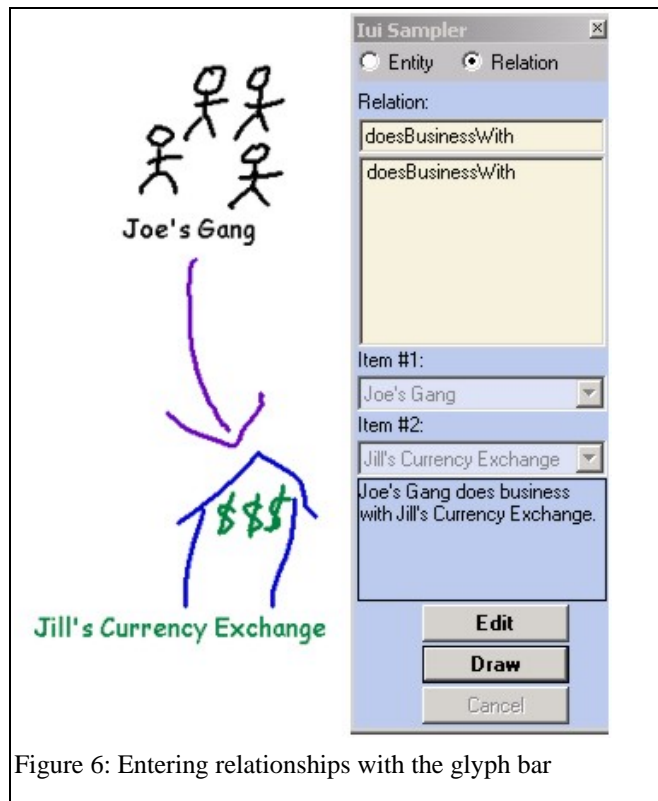 Joe's Gang
$$$
Jill's Currency Exchange
Iui Sampler
Entity Relation
Relation:
doesBusinessWith
doesBusinessWith
Item #1:
Joe's Gang
Item #2:
Jill's Currency Exchange
Joe's Gang does business
with Jill's Currency Exchange.
Edit
Draw
Cancel
Figure 6: Entering relationships with the glyph bar